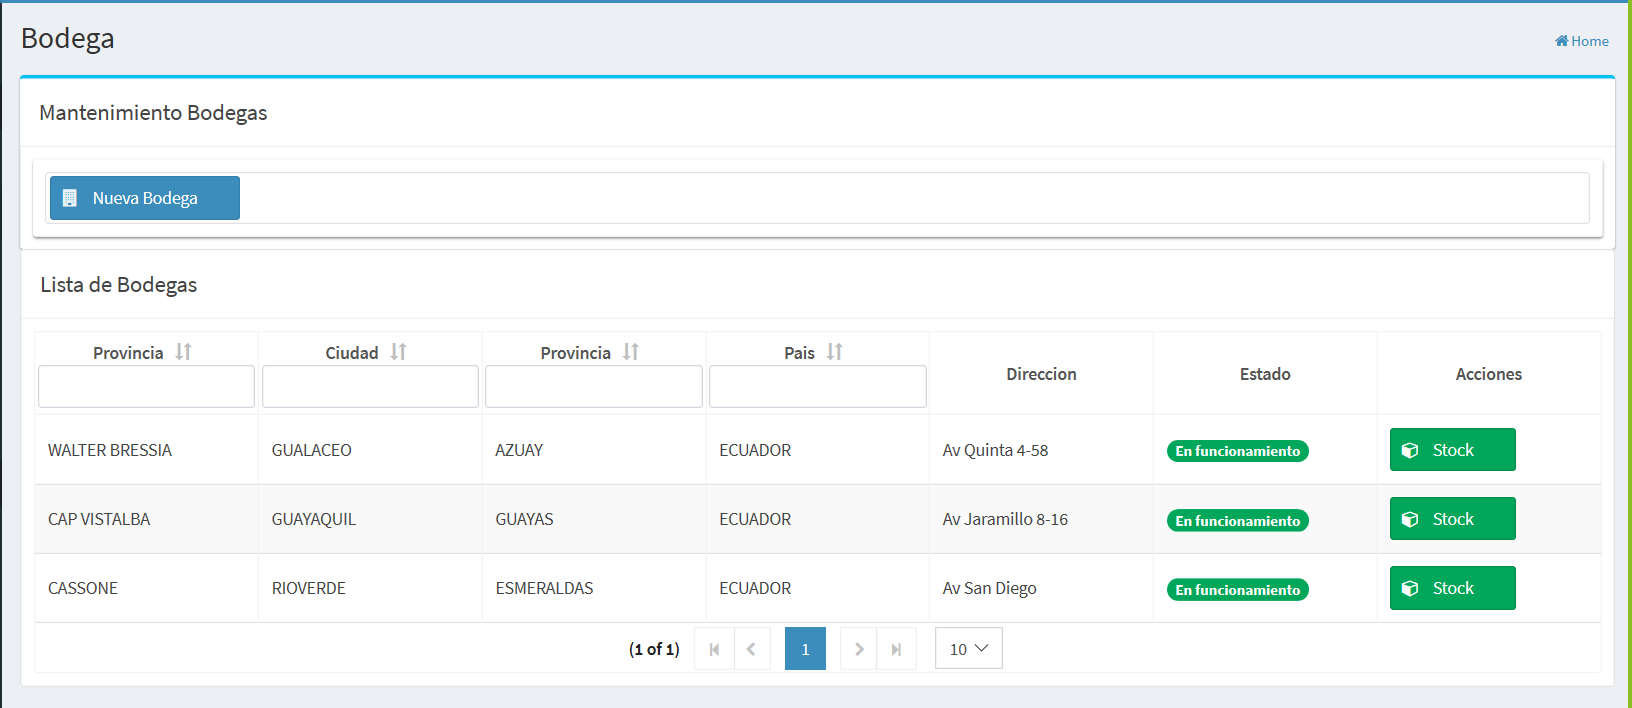 Bodega
Home
Mantenimiento Bodegas
Nueva Bodega
Lista de Bodegas
Provincia Ciudad Provincia Pais Direccion Estado Acciones
WALTER BRESSIA GUALACEO AZUAY ECUADOR Av Quinta 4-58 En funcionamiento Stock
CAP VISTALBA GUAYAQUIL GUAYAS ECUADOR Av Jaramillo 8-16 En funcionamiento Stock
CASSONE RIOVERDE ESMERALDAS ECUADOR Av San Diego En funcionamiento Stock
(1 of 1) 1 10